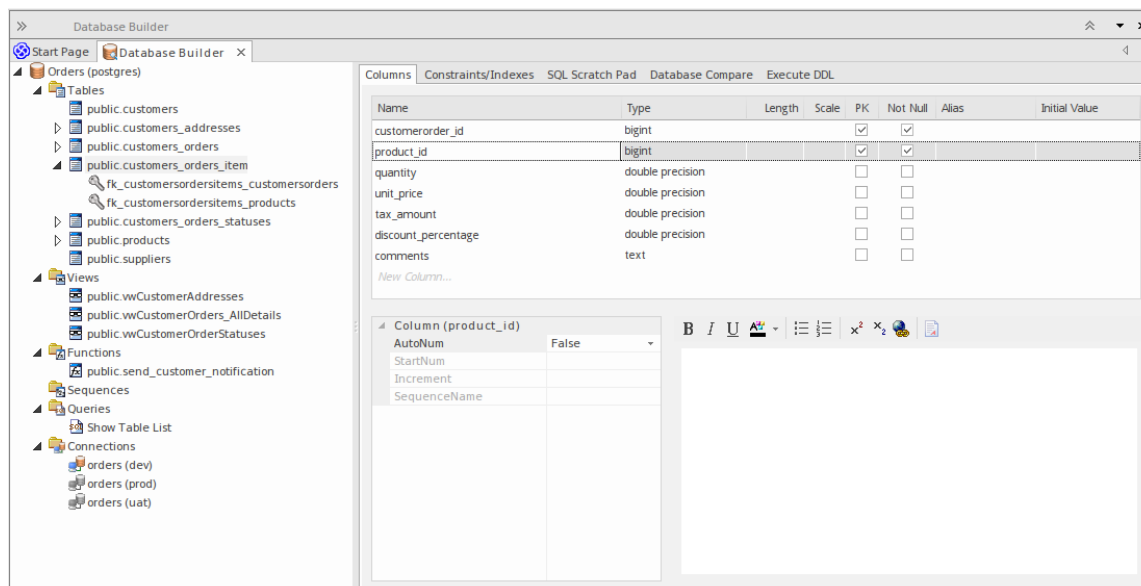 Database Builder
Start Page Database Builder
Orders (postgres)
Tables
public.customers
public.customers_addresses
public.customers_orders
public.customers_orders_item
fk_customersordersitems_customersorders
fk_customersordersitems_products
public.customers_orders_statuses
public.products
public.suppliers
Views
public.vwCustomerAddresses
public.vwCustomerOrders_AllDetails
public.vwCustomerOrderStatuses
Functions
public.send_customer_notification
Sequences
Queries
Show Table List
Connections
orders (dev)
orders (prod)
orders (uat)
Columns Constraints/Indexes SQL Scratch Pad Database Compare Execute DDL
Name Type Length Scale PK Not Null Alias Initial Value
customerorder_id bigint
product_id bigint
quantity double precision
unit_price double precision
tax_amount double precision
discount_percentage double precision
comments text
New Column...
Column (product_id)
AutoNum False
StartNum
Increment
SequenceName
B I U A x² x₂